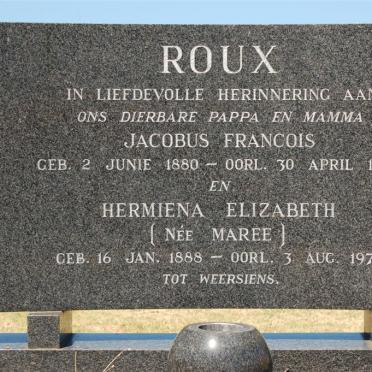 ROUX
IN LIEFDEVOLLE HERINNERING AAN
ONS DIERBARE PAPPA EN MAMMA
JACOBUS FRANCOIS
GEB. 2 JUNIE 1880 – OORL. 30 APRIL
EN
HERMIENA ELIZABETH
(NÉE MARÉE)
GEB. 16 JAN. 1888 – OORL. 3 AUG.
TOT WEERSIENS.